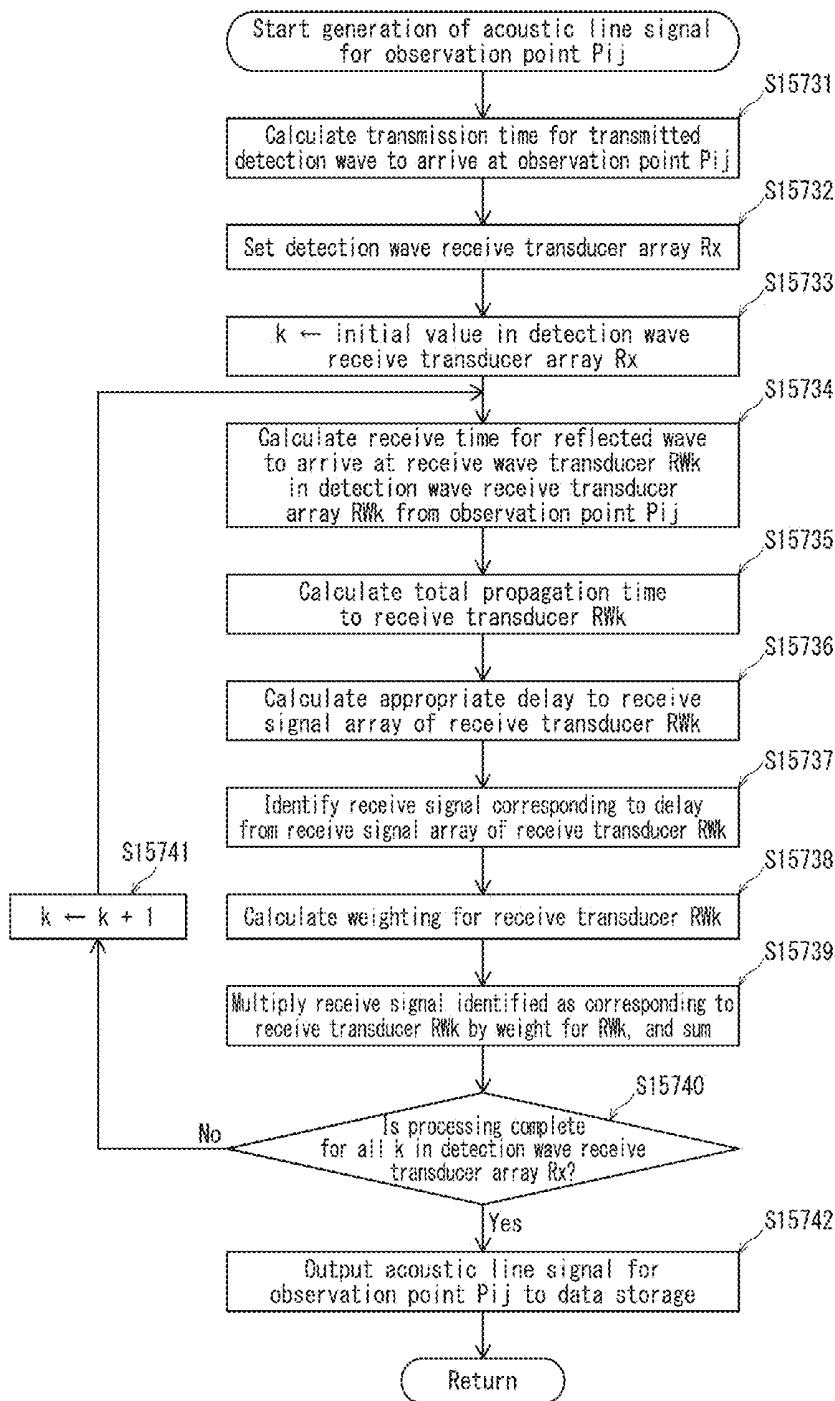 Start generation of acoustic line signal
for observation point Pij
S15731
Calculate transmission time for transmitted
detection wave to arrive at observation point Pij
S15732
Set detection wave receive transducer array Rx
S15733
k ← initial value in detection wave
receive transducer array Rx
S15734
Calculate receive time for reflected wave
to arrive at receive wave transducer RWk
in detection wave receive transducer
array RWk from observation point Pij
S15735
Calculate total propagation time
to receive transducer RWk
S15736
Calculate appropriate delay to receive
signal array of receive transducer RWk
S15737
Identify receive signal corresponding to delay
from receive signal array of receive transducer RWk
S15738
Calculate weighting for receive transducer RWk
S15741
k ← k + 1
S15739
Multiply receive signal identified as corresponding to
receive transducer RWk by weight for RWk, and sum
S15740
Is processing complete
for all k in detection wave receive
transducer array Rx?
No
Yes
S15742
Output acoustic line signal for
observation point Pij to data storage
Return